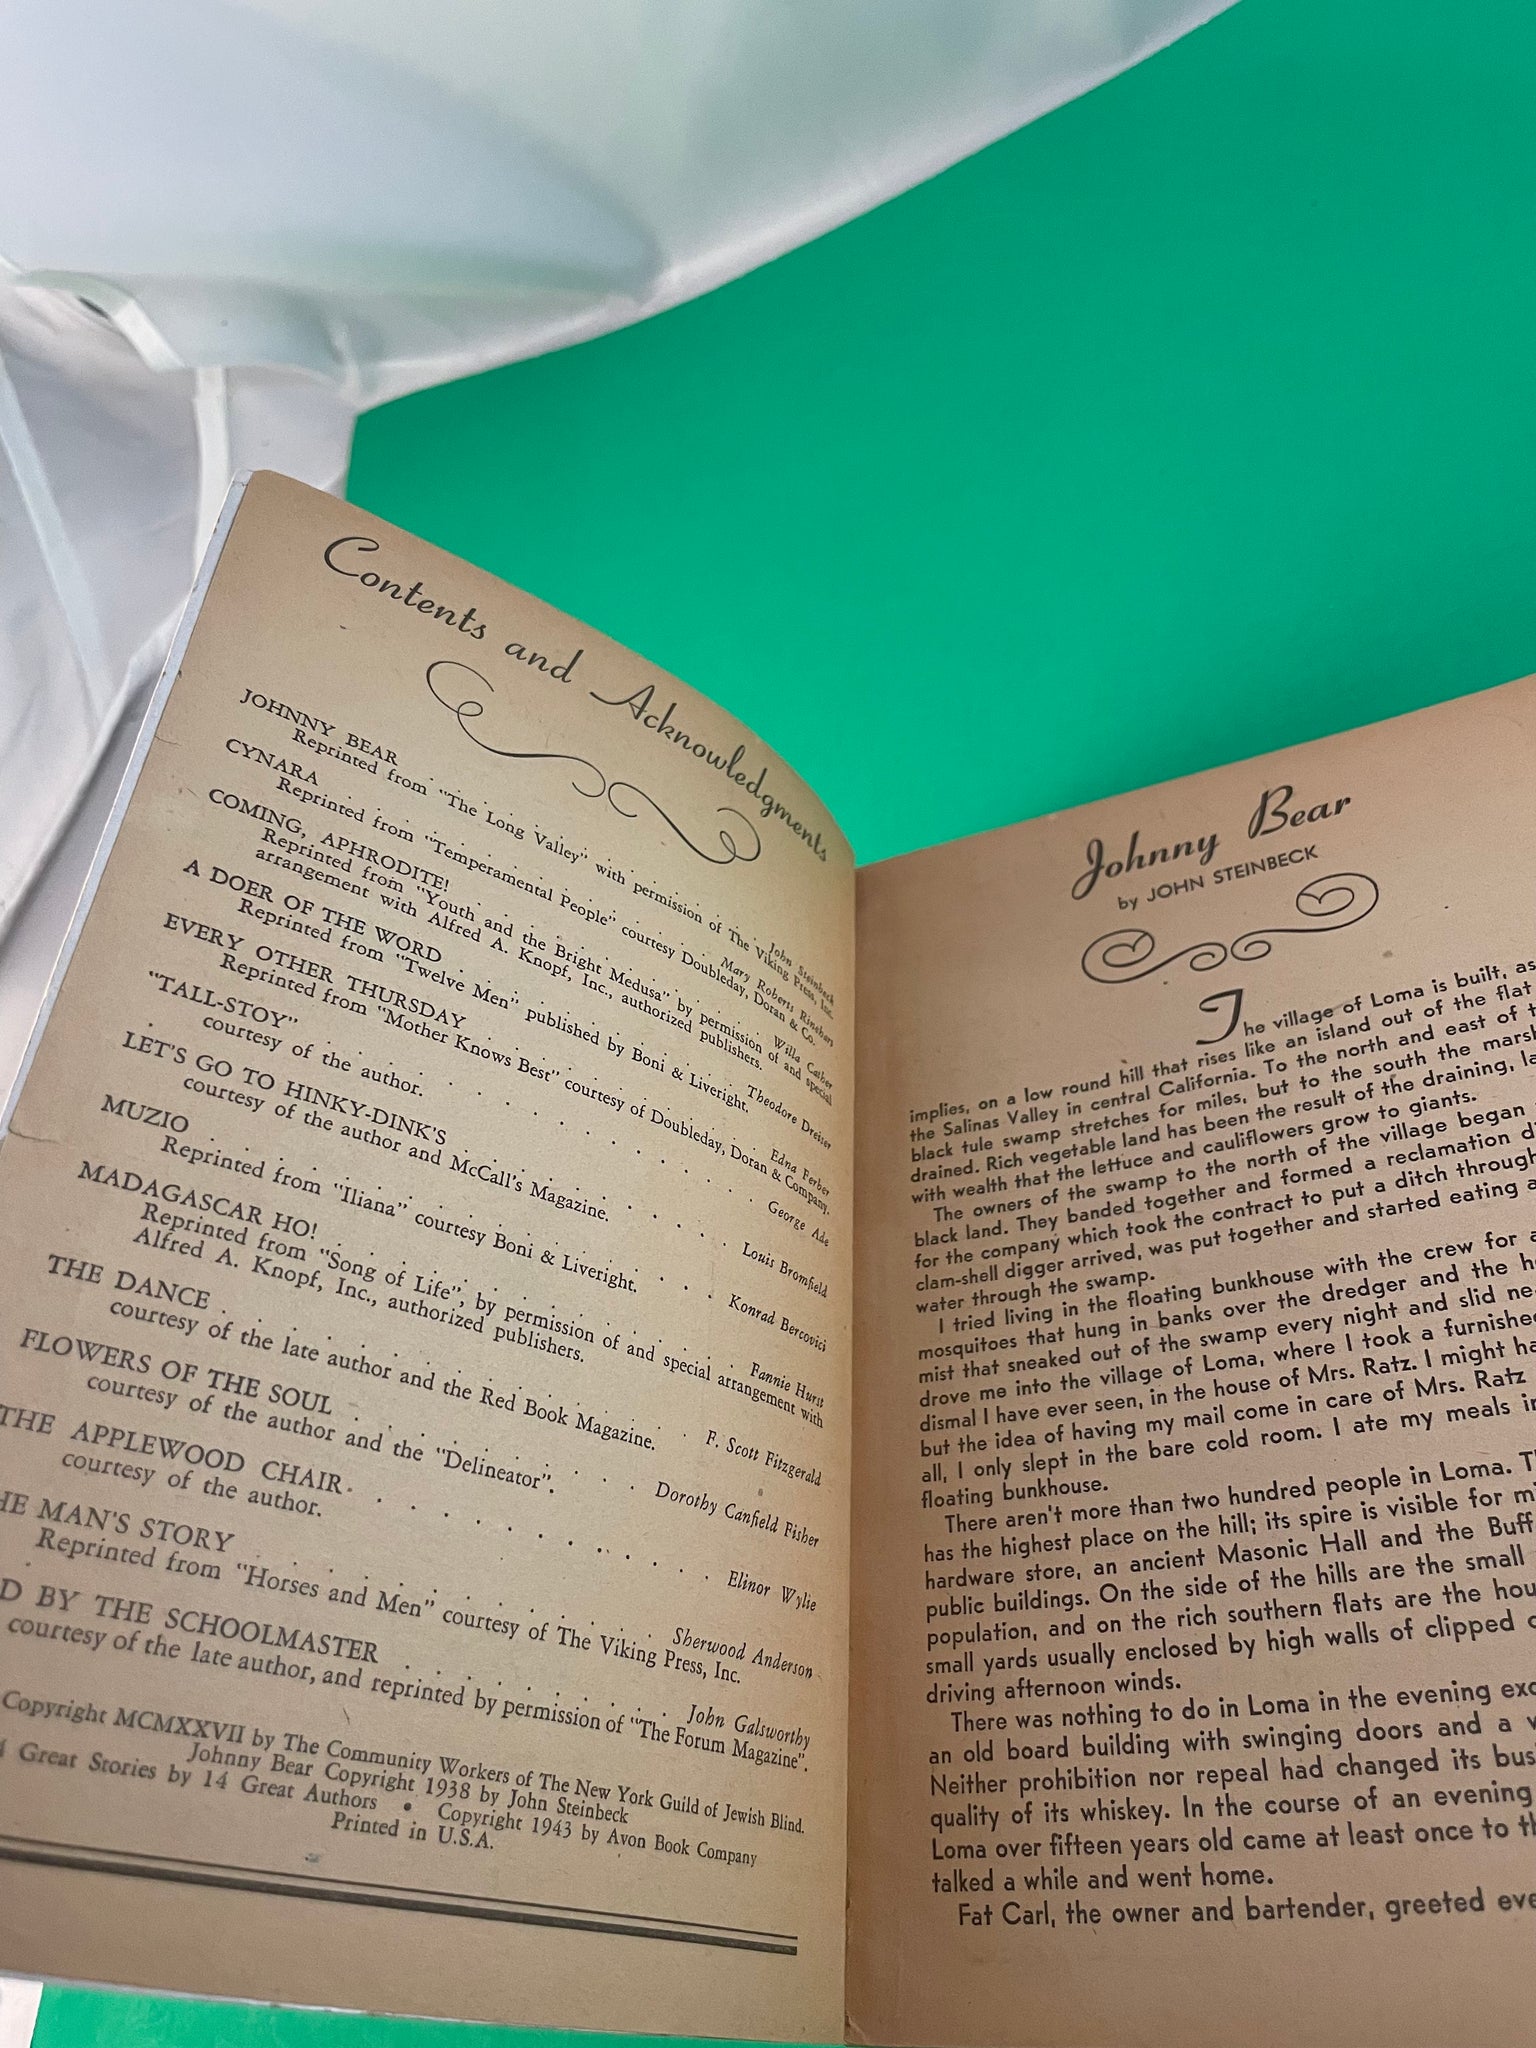 Contents and Acknowledgments
JOHNNY BEAR . . . . . . . . . John Steinbeck
Reprinted from "The Long Valley" with permission of The Viking Press, Inc.
CYNARA . . . . . . . . . Mary Roberts Rinehart
Reprinted from "Temperamental People" courtesy Doubleday, Doran & Co.
COMING, APHRODITE! . . . . . . . . . Willa Cather
Reprinted from "Youth and the Bright Medusa" by permission of and special
arrangement with Alfred A. Knopf, Inc., authorized publishers.
A DOER OF THE WORD . . . . . . . . . Theodore Dreiser
Reprinted from "Twelve Men" published by Boni & Liveright.
EVERY OTHER THURSDAY . . . . . . . . . Edna Ferber
Reprinted from "Mother Knows Best" courtesy of Doubleday, Doran & Company.
"TALL-STOY" . . . . . . . . . George Ade
courtesy of the author.
LET'S GO TO HINKY-DINK'S . . . . . . . . . Louis Bromfield
courtesy of the author and McCall's Magazine.
MUZIO . . . . . . . . . Konrad Bercovici
Reprinted from "Iliana" courtesy Boni & Liveright.
MADAGASCAR HO! . . . . . . . . . Fannie Hurst
Reprinted from "Song of Life", by permission of and special arrangement with
Alfred A. Knopf, Inc., authorized publishers.
THE DANCE . . . . . . . . . F. Scott Fitzgerald
courtesy of the late author and the Red Book Magazine.
FLOWERS OF THE SOUL . . . . . . . . . Dorothy Canfield Fisher
courtesy of the author and the "Delineator".
THE APPLEWOOD CHAIR . . . . . . . . . Elinor Wylie
courtesy of the author.
HE MAN'S STORY . . . . . . . . . Sherwood Anderson
Reprinted from "Horses and Men" courtesy of The Viking Press, Inc.
D BY THE SCHOOLMASTER . . . . . . . . . John Galsworthy
courtesy of the late author, and reprinted by permission of "The Forum Magazine".
Copyright MCMXXVII by The Community Workers of The New York Guild of Jewish Blind.
Johnny Bear Copyright 1938 by John Steinbeck
4 Great Stories by 14 Great Authors • Copyright 1943 by Avon Book Company
Printed in U.S.A.
Johnny Bear
by JOHN STEINBECK
The village of Loma is built, as
implies, on a low round hill that rises like an island out of the flat
the Salinas Valley in central California. To the north and east of t
black tule swamp stretches for miles, but to the south the marsh
drained. Rich vegetable land has been the result of the draining, la
with wealth that the lettuce and cauliflowers grow to giants.
The owners of the swamp to the north of the village began
black land. They banded together and formed a reclamation di
for the company which took the contract to put a ditch through
clam-shell digger arrived, was put together and started eating a
water through the swamp.
I tried living in the floating bunkhouse with the crew for a
mosquitoes that hung in banks over the dredger and the he
mist that sneaked out of the swamp every night and slid ne
drove me into the village of Loma, where I took a furnishe
dismal I have ever seen, in the house of Mrs. Ratz. I might ha
but the idea of having my mail come in care of Mrs. Ratz
all, I only slept in the bare cold room. I ate my meals in
floating bunkhouse.
There aren't more than two hundred people in Loma. T
has the highest place on the hill; its spire is visible for mi
hardware store, an ancient Masonic Hall and the Buff
public buildings. On the side of the hills are the small
population, and on the rich southern flats are the hou
small yards usually enclosed by high walls of clipped c
driving afternoon winds.
There was nothing to do in Loma in the evening exc
an old board building with swinging doors and a w
Neither prohibition nor repeal had changed its busi
quality of its whiskey. In the course of an evening
Loma over fifteen years old came at least once to th
talked a while and went home.
Fat Carl, the owner and bartender, greeted eve